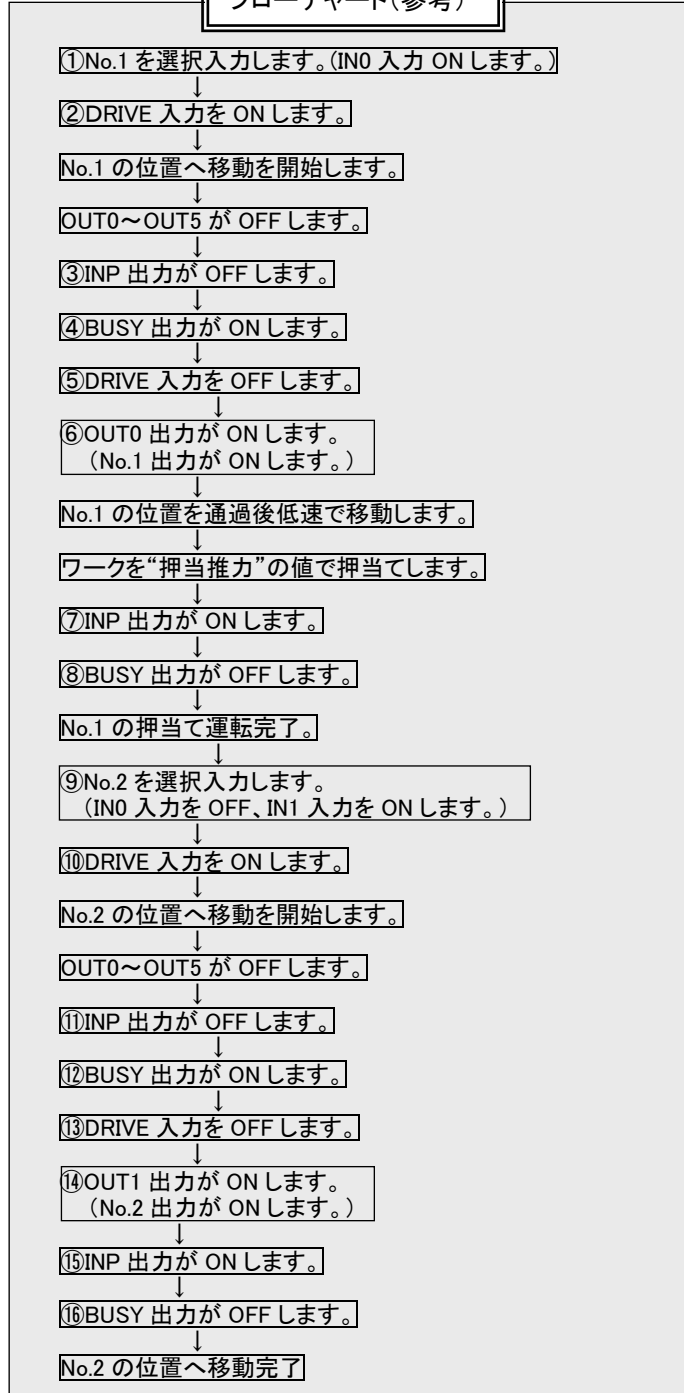 フローチャート(参考)
①No.1 を選択入力します。(IN0 入力 ON します。)
↓
②DRIVE 入力を ON します。
↓
No.1 の位置へ移動を開始します。
↓
OUT0～OUT5 が OFF します。
↓
③INP 出力が OFF します。
↓
④BUSY 出力が ON します。
↓
⑤DRIVE 入力を OFF します。
↓
⑥OUT0 出力が ON します。
（No.1 出力が ON します。）
↓
No.1 の位置を通過後低速で移動します。
↓
ワークを“押当推力”の値で押当てします。
↓
⑦INP 出力が ON します。
↓
⑧BUSY 出力が OFF します。
↓
No.1 の押当て運転完了。
↓
⑨No.2 を選択入力します。
（IN0 入力を OFF、IN1 入力を ON します。）
↓
⑩DRIVE 入力を ON します。
↓
No.2 の位置へ移動を開始します。
↓
OUT0～OUT5 が OFF します。
↓
⑪INP 出力が OFF します。
↓
⑫BUSY 出力が ON します。
↓
⑬DRIVE 入力を OFF します。
↓
⑭OUT1 出力が ON します。
（No.2 出力が ON します。）
↓
⑮INP 出力が ON します。
↓
⑯BUSY 出力が OFF します。
↓
No.2 の位置へ移動完了